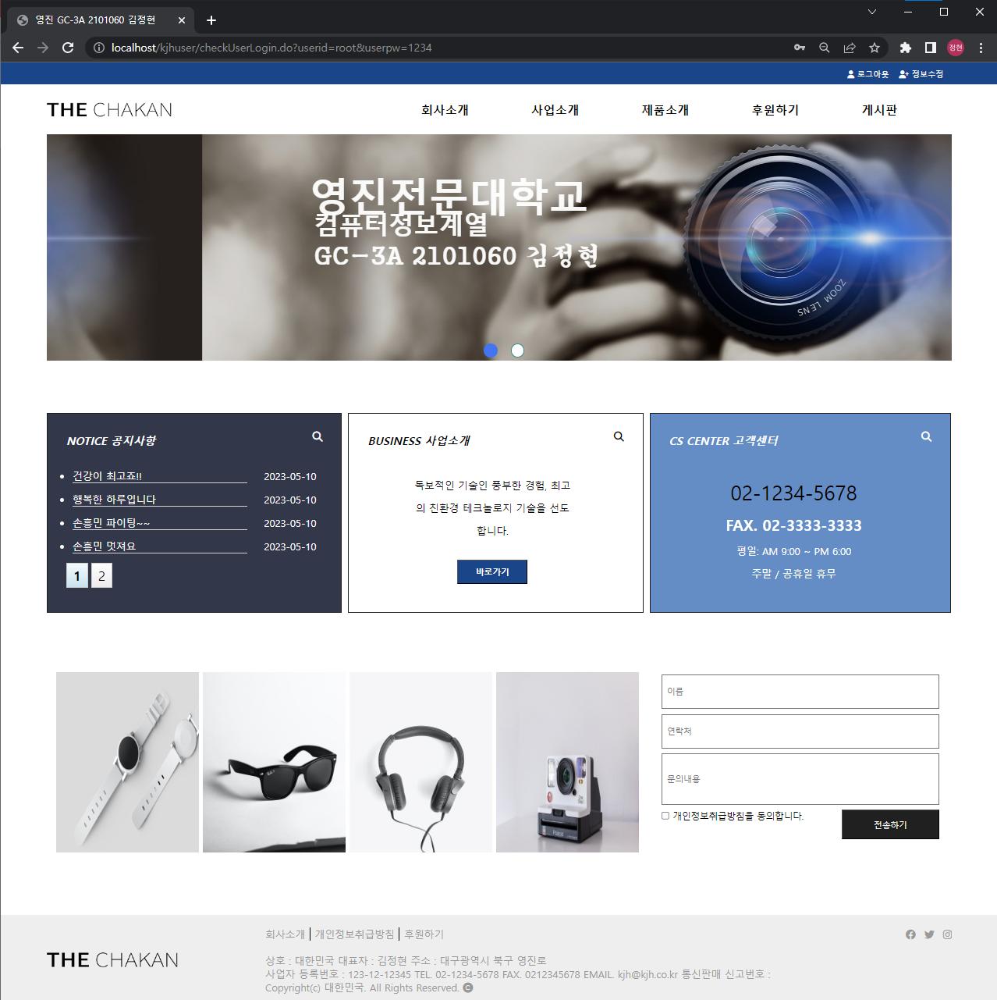 영진 GC-3A 2101060 김정현
localhost/kjhuser/checkUserLogin.do?userid=root&userpw=1234
정현
로그아웃 정보수정
THE CHAKAN
회사소개 사업소개 제품소개 후원하기 게시판
영진전문대학교
컴퓨터정보계열
GC-3A 2101060 김정현
ZOOM LENS
NOTICE 공지사항
건강이 최고죠!! 2023-05-10
행복한 하루입니다 2023-05-10
손흥민 파이팅~~ 2023-05-10
손흥민 멋져요 2023-05-10
1 2
BUSINESS 사업소개
독보적인 기술인 풍부한 경험, 최고
의 친환경 테크놀로지 기술을 선도
합니다.
바로가기
CS CENTER 고객센터
02-1234-5678
FAX. 02-3333-3333
평일: AM 9:00 ~ PM 6:00
주말 / 공휴일 휴무
이름
연락처
문의내용
개인정보취급방침을 동의합니다.
전송하기
THE CHAKAN
회사소개 개인정보취급방침 후원하기
상호 : 대한민국 대표자 : 김정현 주소 : 대구광역시 북구 영진로
사업자 등록번호 : 123-12-12345 TEL. 02-1234-5678 FAX. 0212345678 EMAIL. kjh@kjh.co.kr 통신판매 신고번호 :
Copyright(c) 대한민국. All Rights Reserved.